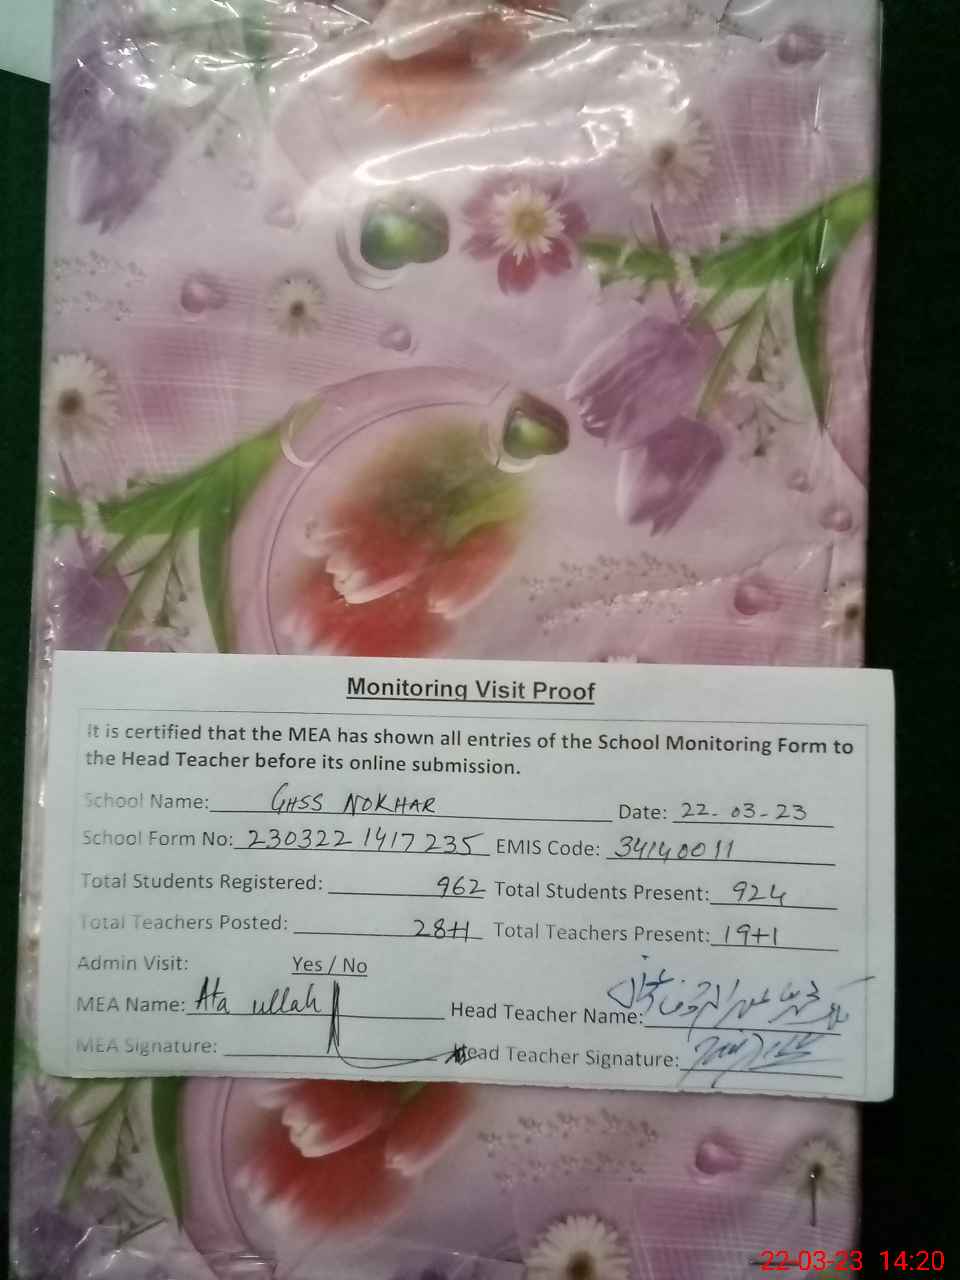 Monitoring Visit Proof
It is certified that the MEA has shown all entries of the School Monitoring Form to
the Head Teacher before its online submission.
School Name: GHSS NOKHAR Date: 22-03-23
School Form No: 230322 1417235 EMIS Code: 34140011
Total Students Registered: 962 Total Students Present: 924
Total Teachers Posted: 28+1 Total Teachers Present: 19+1
Admin Visit: Yes / No
MEA Name: Ata ullah Head Teacher Name:
MEA Signature: Head Teacher Signature:
22-03-23 14:20